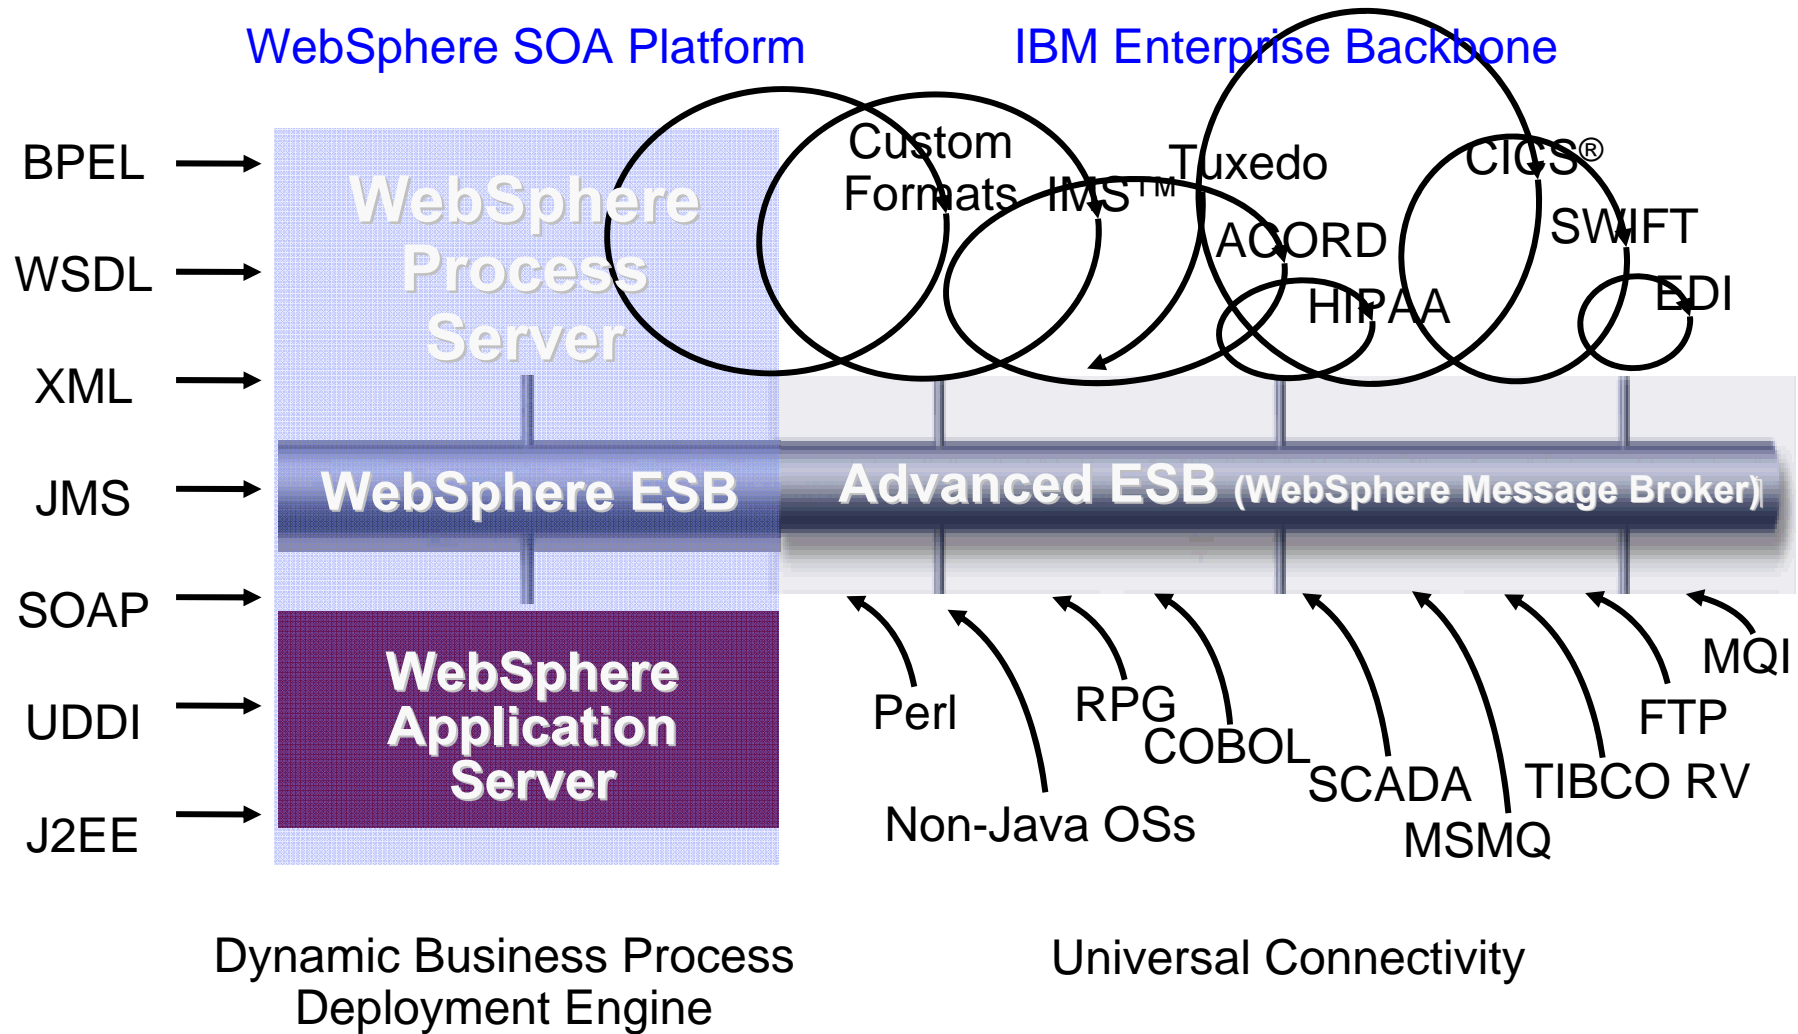 WebSphere SOA Platform
IBM Enterprise Backbone
BPEL
WSDL
XML
JMS
SOAP
UDDI
J2EE
WebSphere
Process
Server
WebSphere ESB
WebSphere
Application
Server
Custom
Formats
IMS™
Tuxedo
ACORD
HIPAA
CICS®
SWIFT
EDI
Advanced ESB (WebSphere Message Broker)
Perl
Non-Java OSs
RPG
COBOL
SCADA
MSMQ
TIBCO RV
FTP
MQI
Dynamic Business Process
Deployment Engine
Universal Connectivity